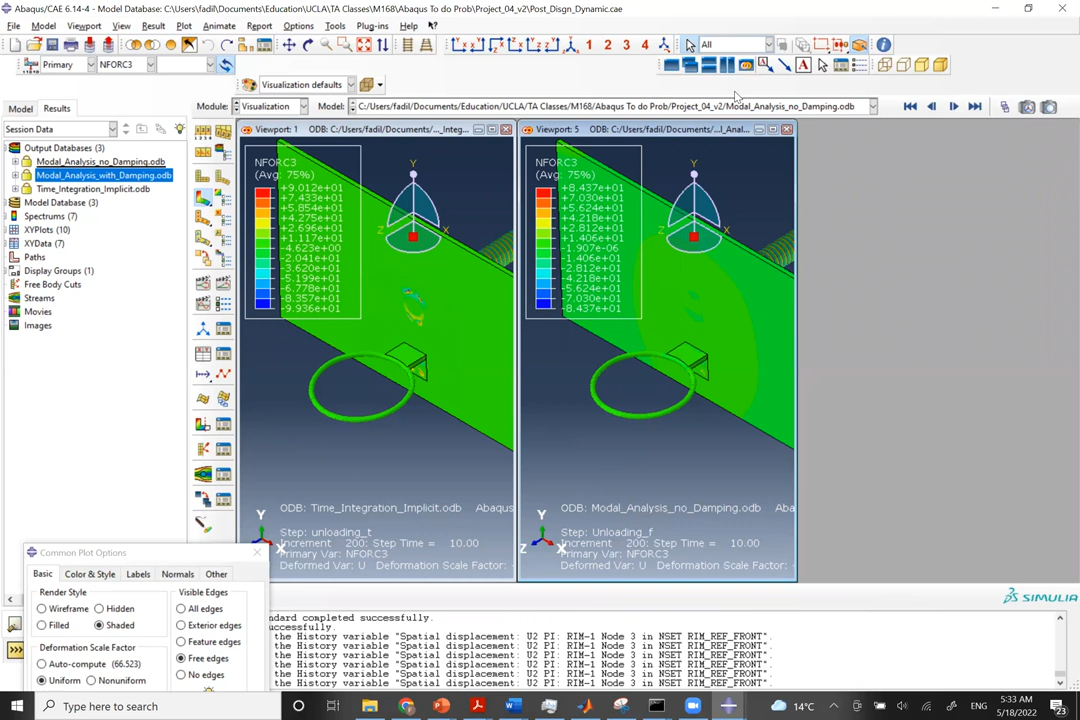 Abaqus/CAE 6.14-4 - Model Database: C:\Users\fadil\Documents\Education\UCLA\TA Classes\M168\Abaqus To do Prob\Project_04_v2\Post_Disgn_Dynamic.cae
File Model Viewport View Result Plot Animate Report Options Tools Plug-ins Help
All
1 2 3 4
Primary NFORC3
Visualization defaults
Model Results
Module: Visualization Model: C:/Users/fadil/Documents/Education/UCLA/TA Classes/M168/Abaqus To do Prob/Project_04_v2/Modal_Analysis_no_Damping.odb
Session Data
Output Databases (3)
Modal_Analysis_no_Damping.odb
Modal_Analysis_with_Damping.odb
Time_Integration_Implicit.odb
Model Database (3)
Spectrums (7)
XYPlots (10)
XYData (7)
Paths
Display Groups (1)
Free Body Cuts
Streams
Movies
Images
Viewport: 1 ODB: C:/Users/fadil/Documents/..._Integ...
NFORC3
(Avg: 75%)
+9.012e+01
+7.433e+01
+5.854e+01
+4.275e+01
+2.696e+01
+1.117e+01
-4.623e+00
-2.041e+01
-3.620e+01
-5.199e+01
-6.778e+01
-8.357e+01
-9.936e+01
Y
Z X
ODB: Time_Integration_Implicit.odb Abaqus
Y
X
Step: unloading_t
Increment 200: Step Time = 10.00
Primary Var: NFORC3
Deformed Var: U Deformation Scale Factor:
Viewport: 5 ODB: C:/Users/fadil/Documents/...l_Anal...
NFORC3
(Avg: 75%)
+8.437e+01
+7.030e+01
+5.624e+01
+4.218e+01
+2.812e+01
+1.406e+01
-1.907e-06
-1.406e+01
-2.812e+01
-4.218e+01
-5.624e+01
-7.030e+01
-8.437e+01
Y
Z X
ODB: Modal_Analysis_no_Damping.odb Aba
Y
Z X
Step: Unloading_f
Increment 200: Step Time = 10.00
Primary Var: NFORC3
Deformed Var: U Deformation Scale Factor:
Common Plot Options
Basic Color & Style Labels Normals Other
Render Style Visible Edges
Wireframe Hidden All edges
Filled Shaded Exterior edges
Feature edges
Deformation Scale Factor Free edges
Auto-compute (66.523) No edges
Uniform Nonuniform
SIMULIA
ndard completed successfully.
uccessfully.
the History variable "Spatial displacement: U2 PI: RIM-1 Node 3 in NSET RIM_REF_FRONT".
the History variable "Spatial displacement: U2 PI: RIM-1 Node 3 in NSET RIM_REF_FRONT".
the History variable "Spatial displacement: U2 PI: RIM-1 Node 3 in NSET RIM_REF_FRONT".
the History variable "Spatial displacement: U2 PI: RIM-1 Node 3 in NSET RIM_REF_FRONT".
the History variable "Spatial displacement: U2 PI: RIM-1 Node 3 in NSET RIM_REF_FRONT".
Type here to search
14°C
ENG
5:33 AM
5/18/2022
23